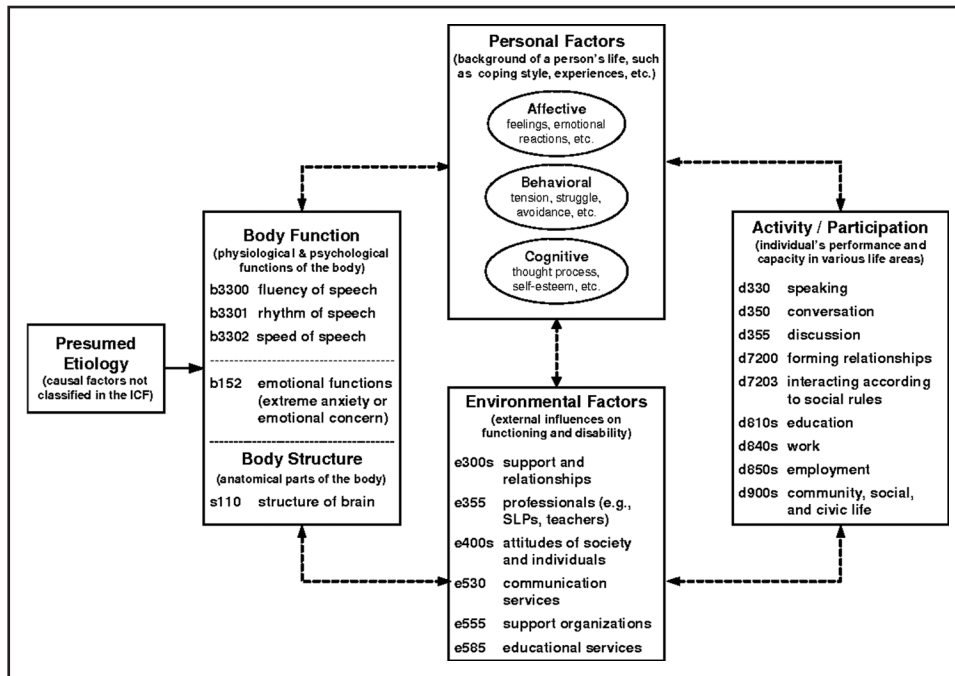 Personal Factors
(background of a person's life, such
as coping style, experiences, etc.)
Affective
feelings, emotional
reactions, etc.
Behavioral
tension, struggle,
avoidance, etc.
Cognitive
thought process,
self-esteem, etc.
Presumed
Etiology
(causal factors not
classified in the ICF)
Body Function
(physiological & psychological
functions of the body)
b3300 fluency of speech
b3301 rhythm of speech
b3302 speed of speech
b152 emotional functions
(extreme anxiety or
emotional concern)
Body Structure
(anatomical parts of the body)
s110 structure of brain
Environmental Factors
(external influences on
functioning and disability)
e300s support and
relationships
e355 professionals (e.g.,
SLPs, teachers)
e400s attitudes of society
and individuals
e530 communication
services
e555 support organizations
e585 educational services
Activity / Participation
(individual's performance and
capacity in various life areas)
d330 speaking
d350 conversation
d355 discussion
d7200 forming relationships
d7203 interacting according
to social rules
d810s education
d840s work
d850s employment
d900s community, social,
and civic life